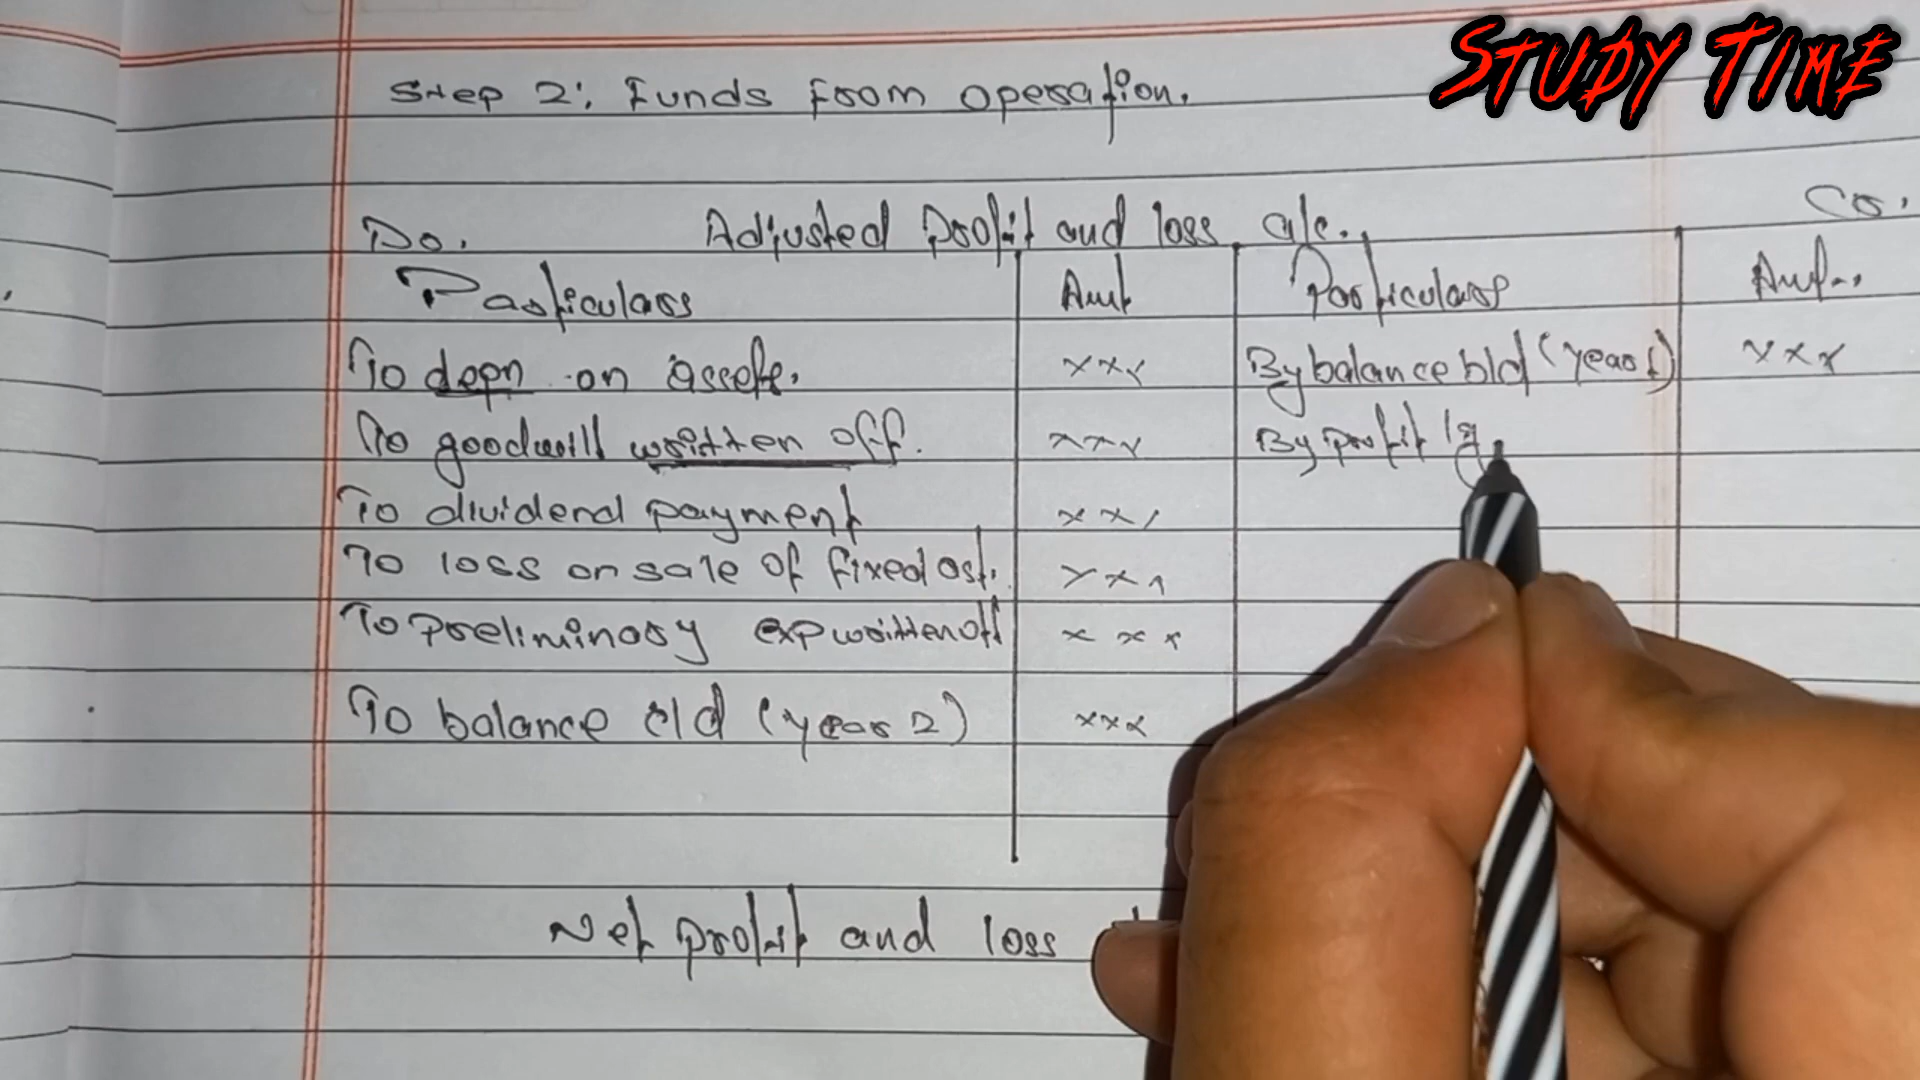 STUDY TIME
Step 2: Funds from operation.
Dr. Adjusted profit and loss a/c. Cr.
Particulars Amt Particulars Amt..
To depn on assets. xxx By balance b/d (year 1) xxx
To goodwill written off. xxx By profit
To dividend payment xxx
To loss on sale of fixed ast. xxx
To preliminary exp written off xxx
To balance c/d (year 2) xxx
Net profit and loss